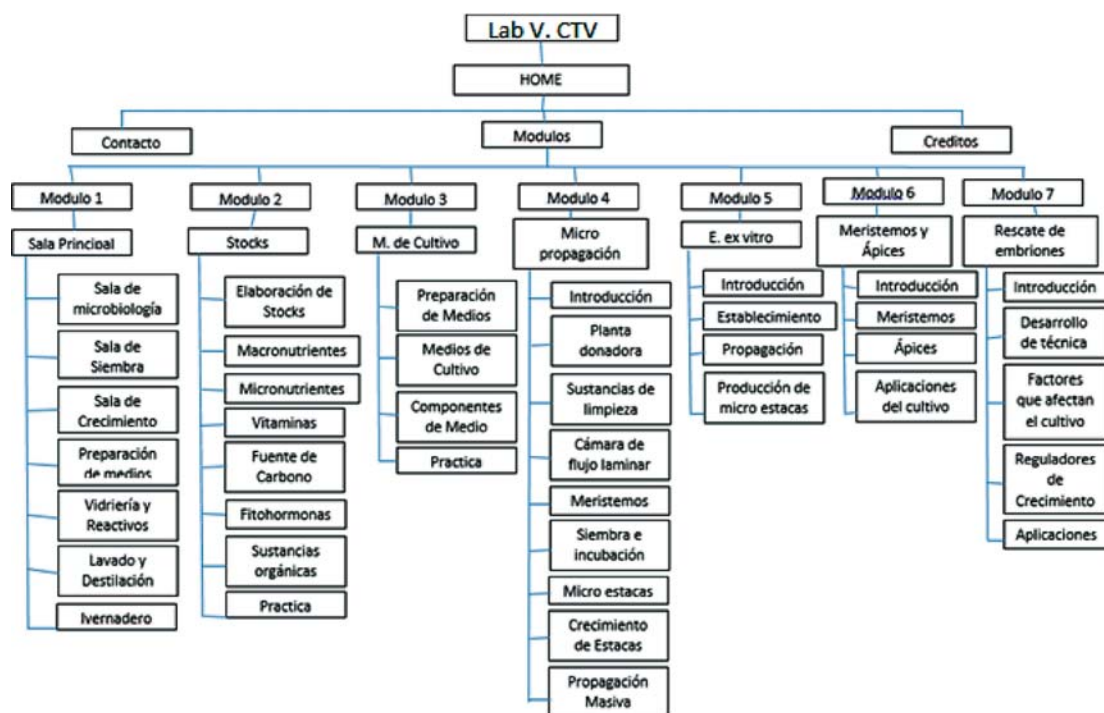 Lab V. CTV
HOME
Contacto
Modulos
Creditos
Modulo 1
Modulo 2
Modulo 3
Modulo 4
Modulo 5
Modulo 6
Modulo 7
Sala Principal
Sala de
microbiología
Sala de
Siembra
Sala de
Crecimiento
Preparación
de medios
Vidriería y
Reactivos
Lavado y
Destilación
Ivernadero
Stocks
Elaboración de
Stocks
Macronutrientes
Micronutrientes
Vitaminas
Fuente de
Carbono
Fitohormonas
Sustancias
orgánicas
Practica
M. de Cultivo
Preparación
de Medios
Medios de
Cultivo
Componentes
de Medio
Practica
Micro
propagación
Introducción
Planta
donadora
Sustancias de
limpieza
Cámara de
flujo laminar
Meristemos
Siembra e
incubación
Micro estacas
Crecimiento
de Estacas
Propagación
Masiva
E. ex vitro
Introducción
Establecimiento
Propagación
Producción de
micro estacas
Meristemos y
Ápices
Introducción
Meristemos
Ápices
Aplicaciones
del cultivo
Rescate de
embriones
Introducción
Desarrollo
de técnica
Factores
que afectan
el cultivo
Reguladores
de
Crecimiento
Aplicaciones